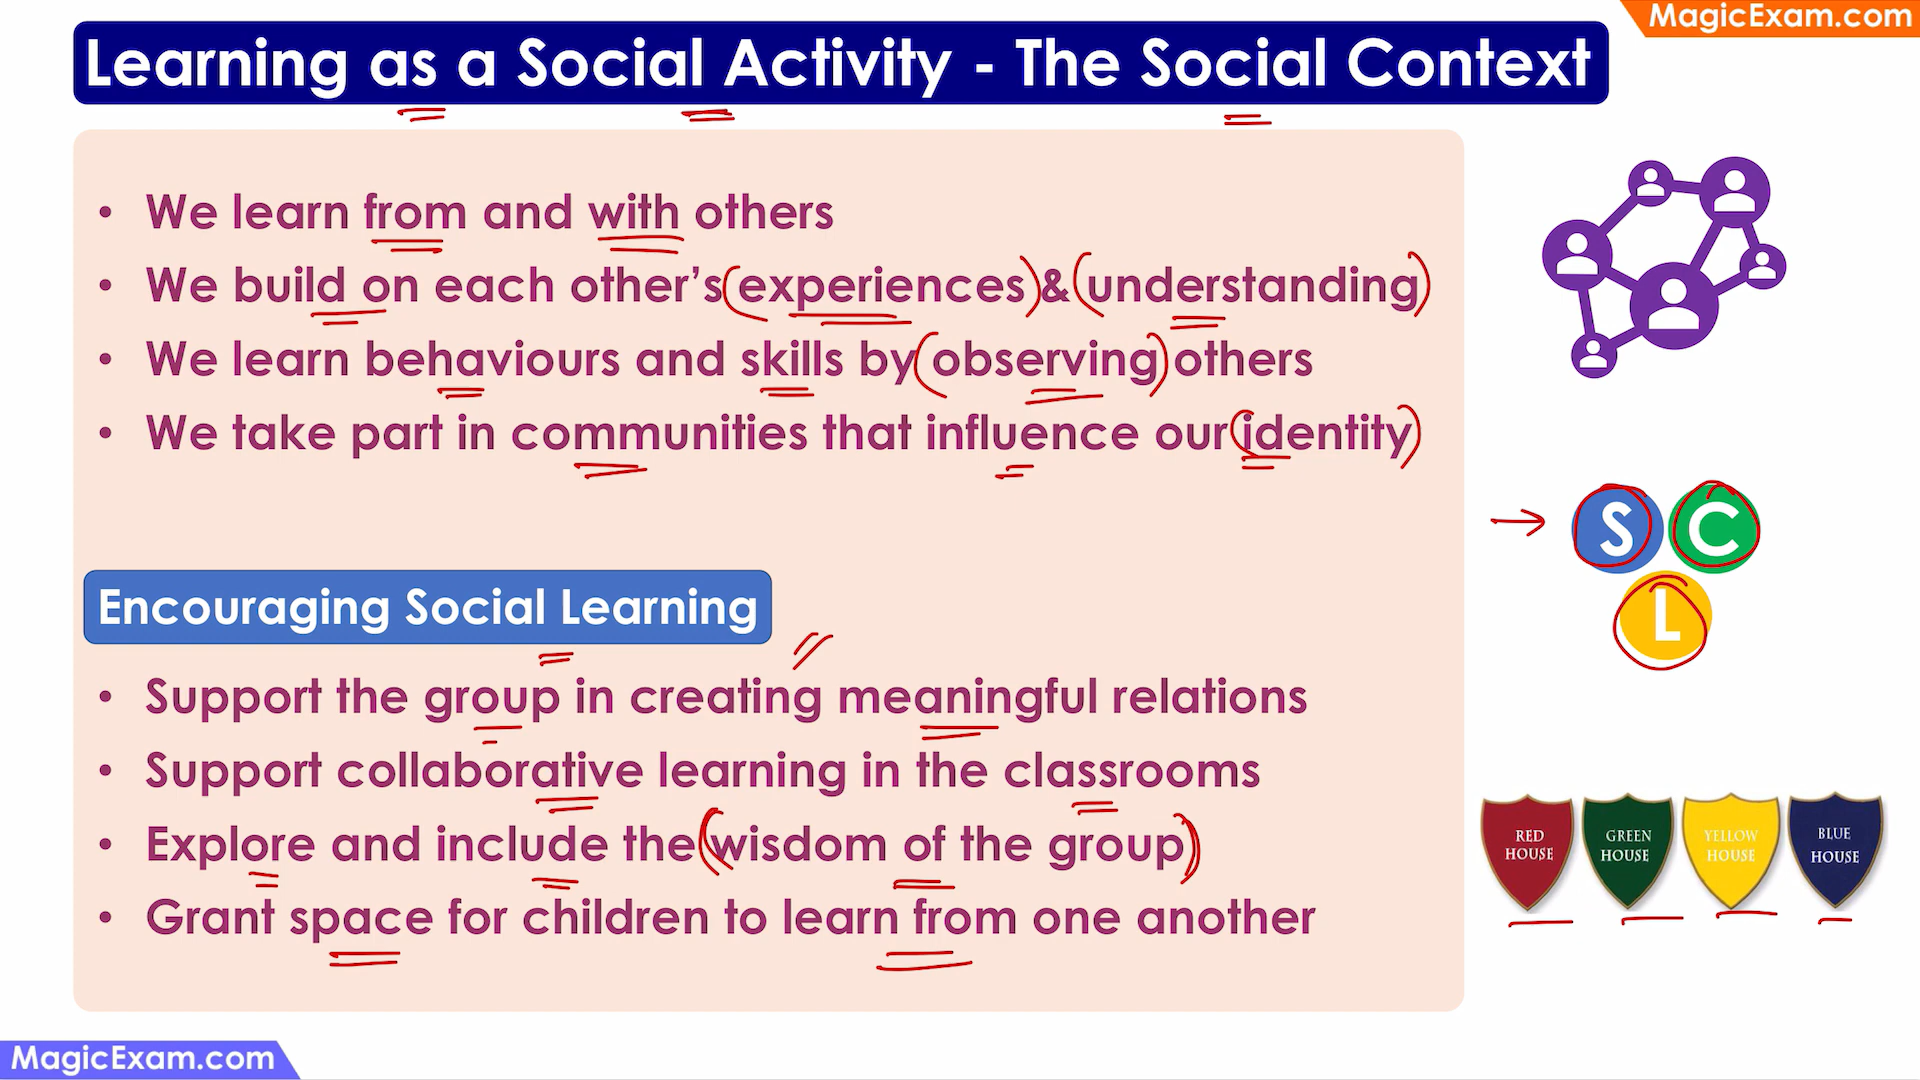 MagicExam.com
Learning as a Social Activity - The Social Context
• We learn from and with others
• We build on each other’s experiences & understanding
• We learn behaviours and skills by observing others
• We take part in communities that influence our identity
S C
L
Encouraging Social Learning
• Support the group in creating meaningful relations
• Support collaborative learning in the classrooms
• Explore and include the wisdom of the group
• Grant space for children to learn from one another
RED
HOUSE
GREEN
HOUSE
YELLOW
HOUSE
BLUE
HOUSE
MagicExam.com